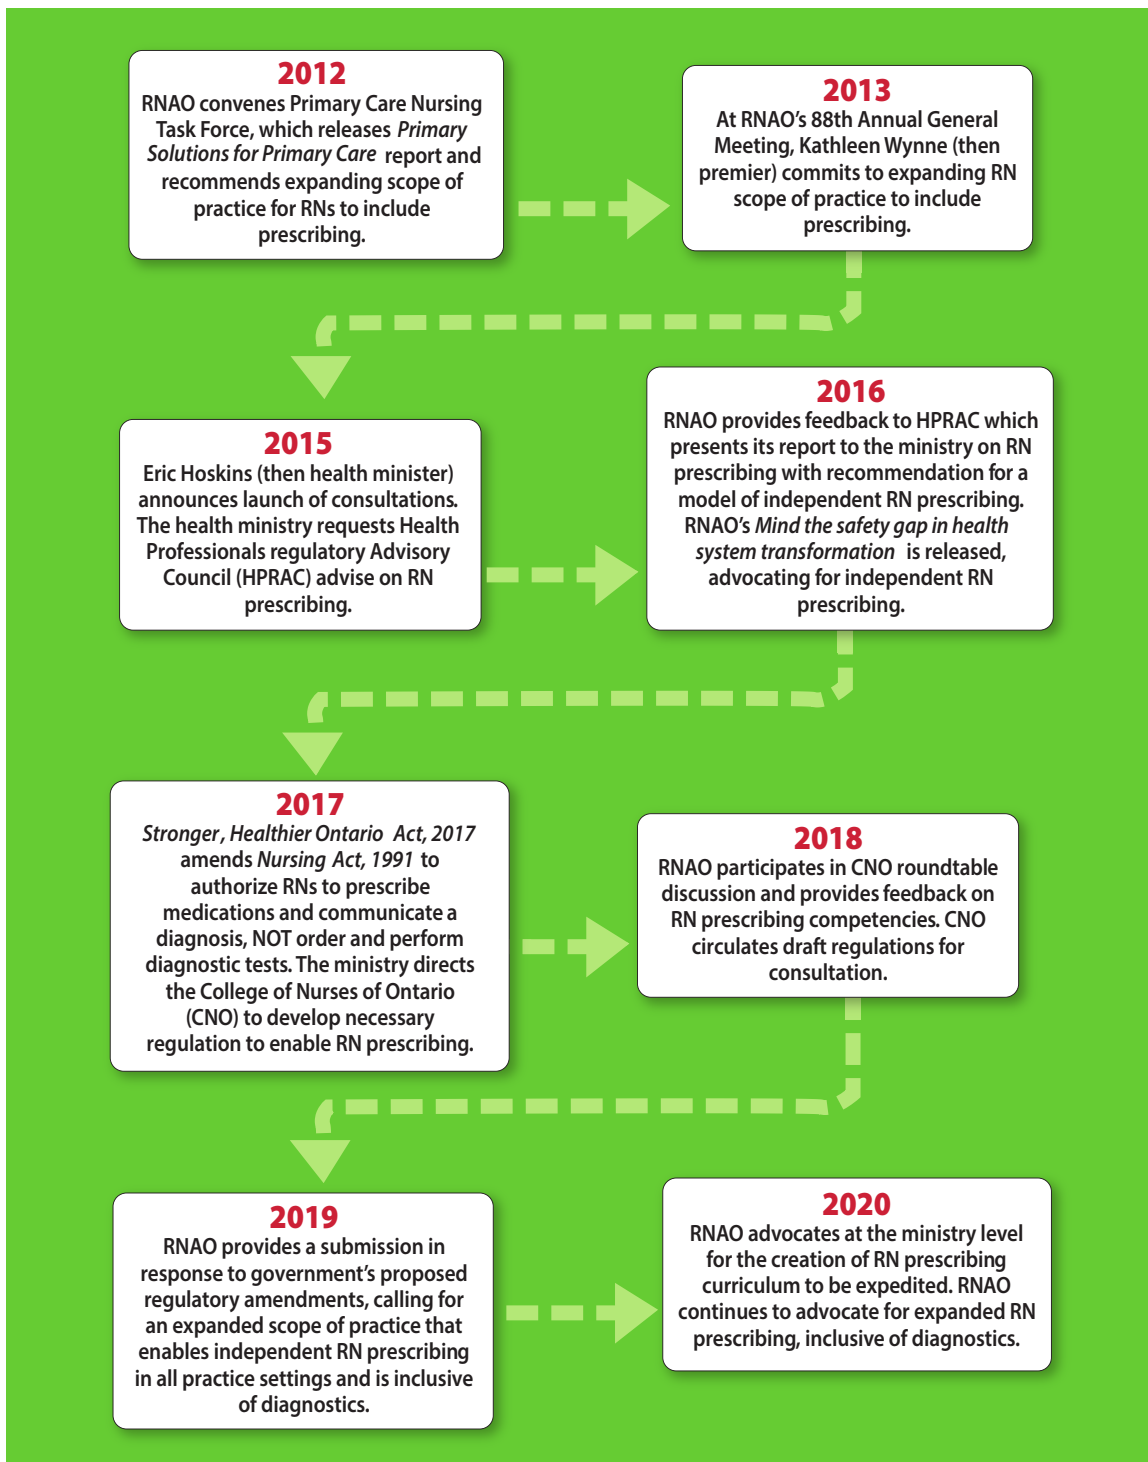 2012
RNAO convenes Primary Care Nursing
Task Force, which releases Primary
Solutions for Primary Care report and
recommends expanding scope of
practice for RNs to include
prescribing.
2013
At RNAO's 88th Annual General
Meeting, Kathleen Wynne (then
premier) commits to expanding RN
scope of practice to include
prescribing.
2015
Eric Hoskins (then health minister)
announces launch of consultations.
The health ministry requests Health
Professionals regulatory Advisory
Council (HPRAC) advise on RN
prescribing.
2016
RNAO provides feedback to HPRAC which
presents its report to the ministry on RN
prescribing with recommendation for a
model of independent RN prescribing.
RNAO's Mind the safety gap in health
system transformation is released,
advocating for independent RN
prescribing.
2017
Stronger, Healthier Ontario Act, 2017
amends Nursing Act, 1991 to
authorize RNs to prescribe
medications and communicate a
diagnosis, NOT order and perform
diagnostic tests. The ministry directs
the College of Nurses of Ontario
(CNO) to develop necessary
regulation to enable RN prescribing.
2018
RNAO participates in CNO roundtable
discussion and provides feedback on
RN prescribing competencies. CNO
circulates draft regulations for
consultation.
2019
RNAO provides a submission in
response to government's proposed
regulatory amendments, calling for
an expanded scope of practice that
enables independent RN prescribing
in all practice settings and is inclusive
of diagnostics.
2020
RNAO advocates at the ministry level
for the creation of RN prescribing
curriculum to be expedited. RNAO
continues to advocate for expanded RN
prescribing, inclusive of diagnostics.